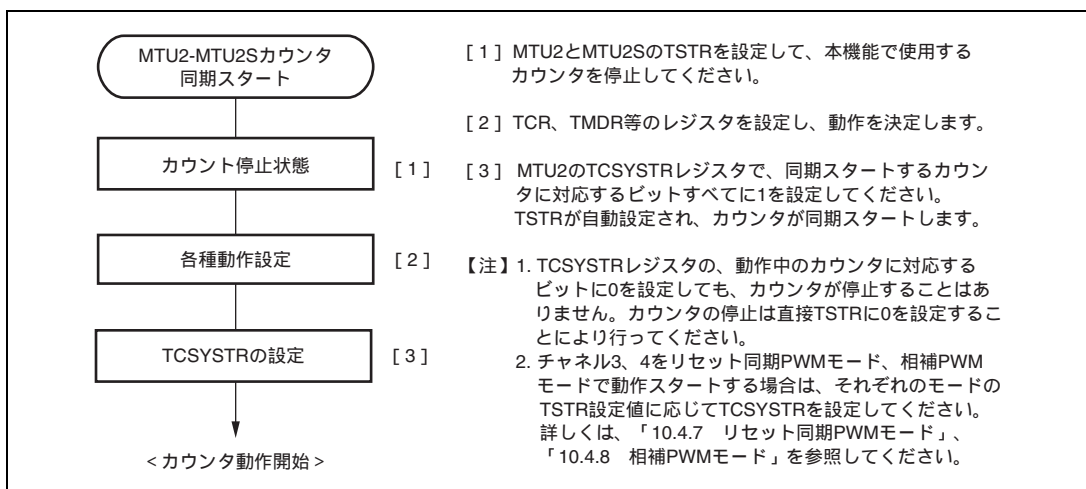 MTU2-MTU2Sカウンタ
同期スタート
カウント停止状態
[ 1 ]
各種動作設定
[ 2 ]
TCSYSTRの設定
[ 3 ]
< カウンタ動作開始 >
[ 1 ] MTU2とMTU2SのTSTRを設定して、本機能で使用する
カウンタを停止してください。
[ 2 ] TCR、TMDR等のレジスタを設定し、動作を決定します。
[ 3 ] MTU2のTCSYSTRレジスタで、同期スタートするカウン
タに対応するビットすべてに1を設定してください。
TSTRが自動設定され、カウンタが同期スタートします。
【注】1. TCSYSTRレジスタの、動作中のカウンタに対応する
ビットに0を設定しても、カウンタが停止することはあ
りません。カウンタの停止は直接TSTRに0を設定するこ
とにより行ってください。
2. チャネル3、4をリセット同期PWMモード、相補PWM
モードで動作スタートする場合は、それぞれのモードの
TSTR設定値に応じてTCSYSTRを設定してください。
詳しくは、「10.4.7 リセット同期PWMモード」、
「10.4.8 相補PWMモード」を参照してください。